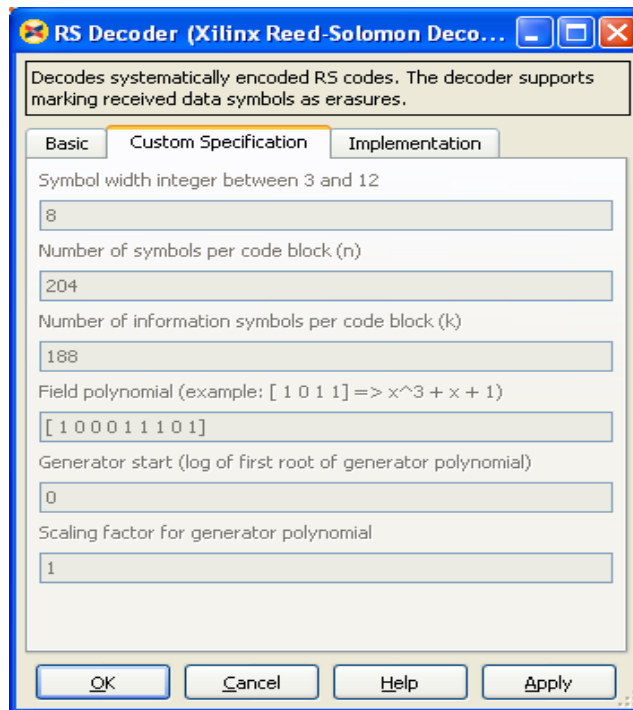 RS Decoder (Xilinx Reed-Solomon Deco...
Decodes systematically encoded RS codes. The decoder supports
marking received data symbols as erasures.
Basic Custom Specification Implementation
Symbol width integer between 3 and 12
8
Number of symbols per code block (n)
204
Number of information symbols per code block (k)
188
Field polynomial (example: [ 1 0 1 1] => x^3 + x + 1)
[ 1 0 0 0 1 1 1 0 1]
Generator start (log of first root of generator polynomial)
0
Scaling factor for generator polynomial
1
OK Cancel Help Apply